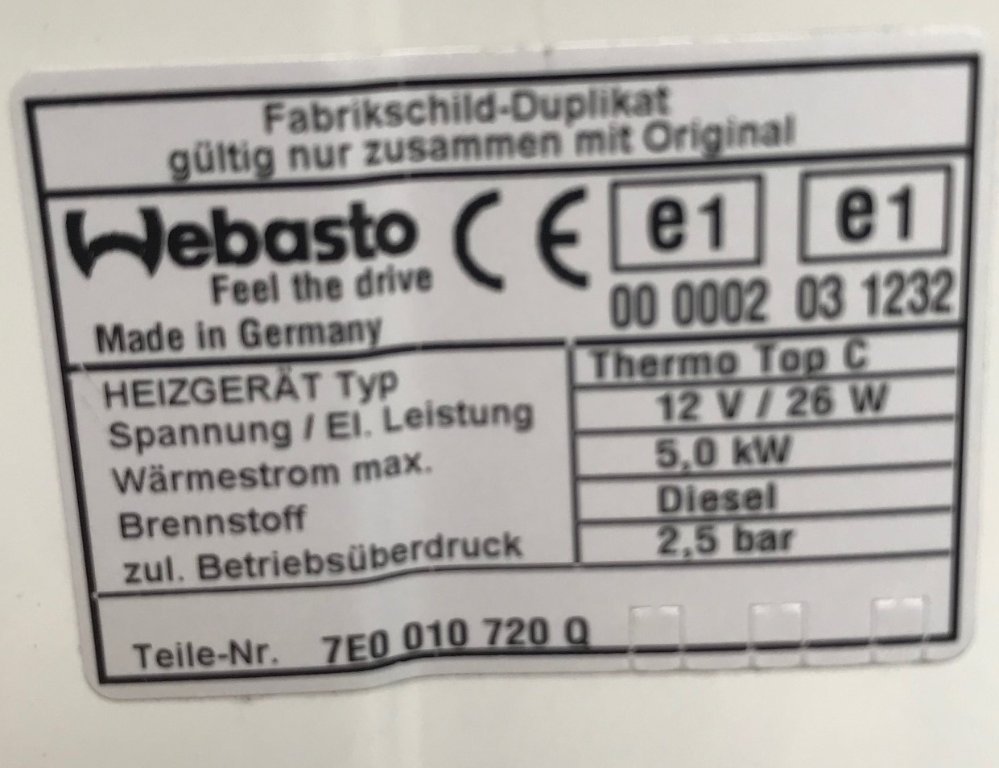 Fabrikschild-Duplikat
gültig nur zusammen mit Original
Webasto CE e1 e1
Feel the drive
00 0002 03 1232
Made in Germany
HEIZGERÄT Typ Thermo Top C
Spannung / El. Leistung 12 V / 26 W
Wärmestrom max. 5,0 kW
Brennstoff Diesel
zul. Betriebsüberdruck 2,5 bar
Teile-Nr. 7E0 010 720 Q